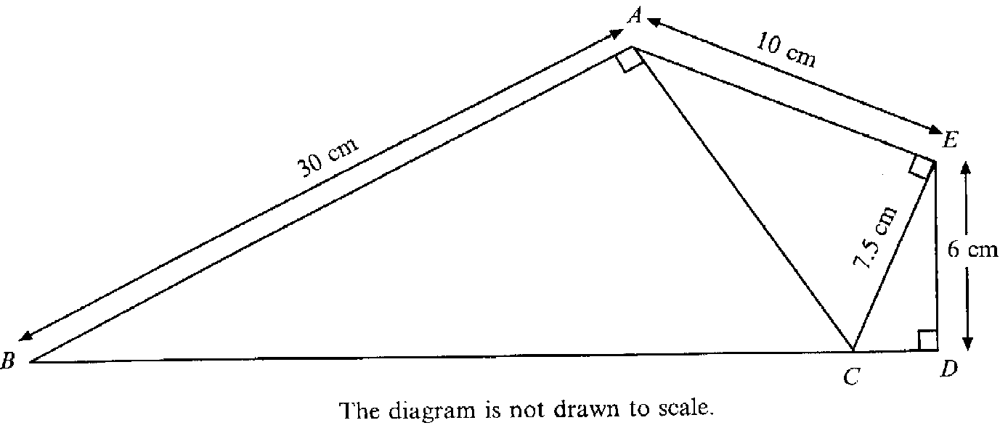 A
10 cm
E
30 cm
7.5 cm
6 cm
B
C
D
The diagram is not drawn to scale.